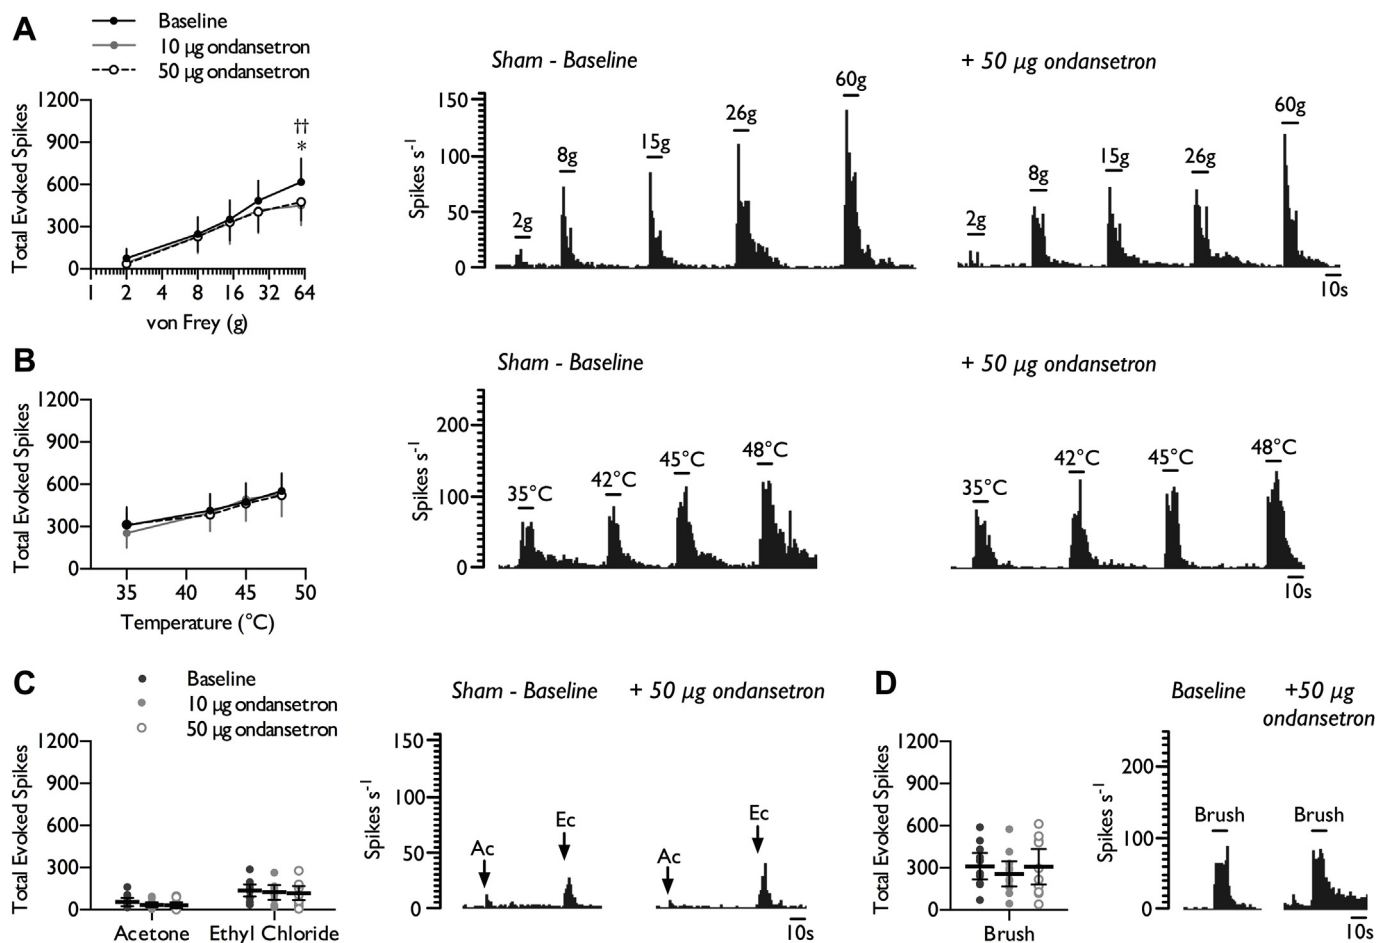 A
Baseline
10 µg ondansetron
50 µg ondansetron
Sham - Baseline
+ 50 µg ondansetron
Total Evoked Spikes
1200
900
600
300
0
††
*
1 2 4 8 16 32 64
von Frey (g)
Spikes s-1
150
100
50
0
2g
8g
15g
26g
60g
2g
8g
15g
26g
60g
10s
B
Sham - Baseline
+ 50 µg ondansetron
Total Evoked Spikes
1200
900
600
300
0
35 40 45 50
Temperature (°C)
Spikes s-1
200
100
0
35°C
42°C
45°C
48°C
35°C
42°C
45°C
48°C
10s
C
Baseline
10 µg ondansetron
50 µg ondansetron
Total Evoked Spikes
1200
900
600
300
0
Acetone Ethyl Chloride
Sham - Baseline
+ 50 µg ondansetron
Spikes s-1
150
100
50
0
Ac
Ec
Ac
Ec
10s
D
Total Evoked Spikes
1200
900
600
300
0
Brush
Baseline
+50 µg
ondansetron
Spikes s-1
200
100
0
Brush
Brush
10s